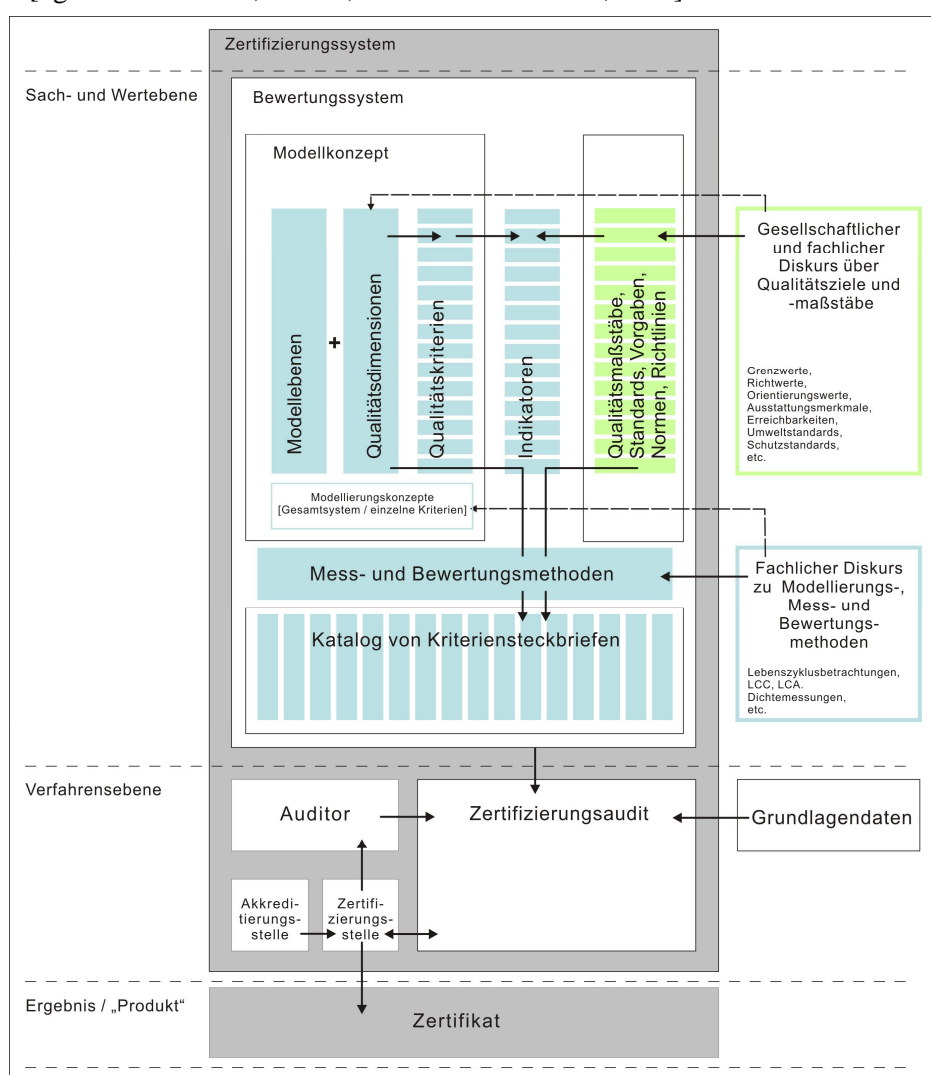 Zertifizierungssystem
Sach- und Wertebene
Bewertungssystem
Modellkonzept
Modellebenen
+
Qualitätsdimensionen
Qualitätskriterien
Indikatoren
Qualitätsmaßstäbe,
Standards, Vorgaben,
Normen, Richtlinien
Gesellschaftlicher
und fachlicher
Diskurs über
Qualitätsziele und
-maßstäbe
Grenzwerte,
Richtwerte,
Orientierungswerte,
Ausstattungsmerkmale,
Erreichbarkeiten,
Umweltstandards,
Schutzstandards,
etc.
Modellierungskonzepte
[Gesamtsystem / einzelne Kriterien]
Mess- und Bewertungsmethoden
Katalog von Kriteriensteckbriefen
Fachlicher Diskurs
zu Modellierungs-,
Mess- und
Bewertungs-
methoden
Lebenszyklusbetrachtungen,
LCC, LCA.
Dichtemessungen,
etc.
Verfahrensebene
Auditor
Zertifizierungsaudit
Grundlagendaten
Akkredi-
tierungs-
stelle
Zertifi-
zierungs-
stelle
Ergebnis / „Produkt“
Zertifikat